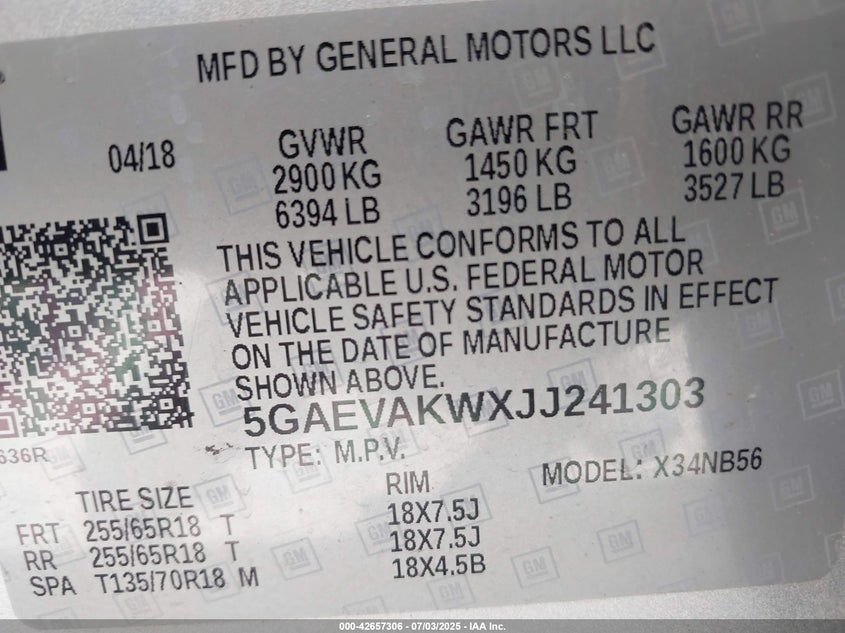 MFD BY GENERAL MOTORS LLC
04/18
GVWR GAWR FRT GAWR RR
2900 KG 1450 KG 1600 KG
6394 LB 3196 LB 3527 LB
THIS VEHICLE CONFORMS TO ALL
APPLICABLE U.S. FEDERAL MOTOR
VEHICLE SAFETY STANDARDS IN EFFECT
ON THE DATE OF MANUFACTURE
SHOWN ABOVE.
5GAEVAKWXJJ241303
636R
TYPE: M.P.V. MODEL: X34NB56
TIRE SIZE RIM
FRT 255/65R18 T 18X7.5J
RR 255/65R18 T 18X7.5J
SPA T135/70R18 M 18X4.5B
000-42657306 - 07/03/2025 - IAA Inc.